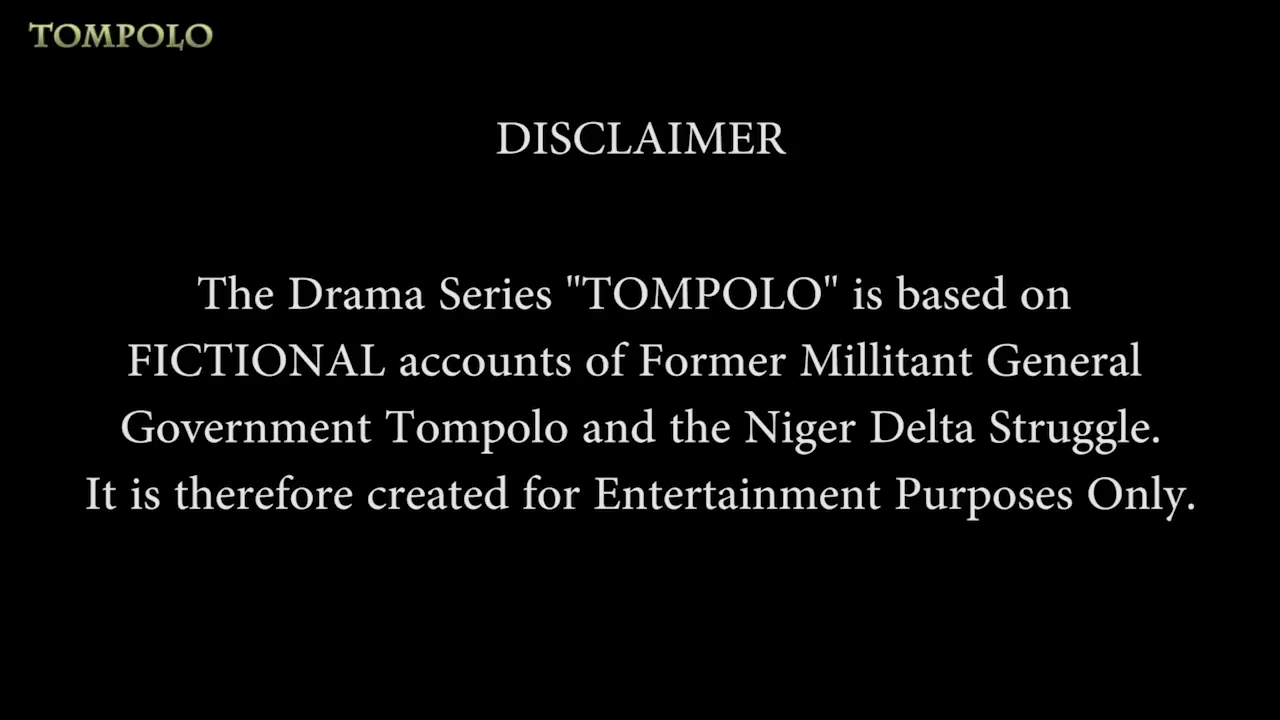 TOMPOLO
DISCLAIMER
The Drama Series "TOMPOLO" is based on
FICTIONAL accounts of Former Millitant General
Government Tompolo and the Niger Delta Struggle.
It is therefore created for Entertainment Purposes Only.